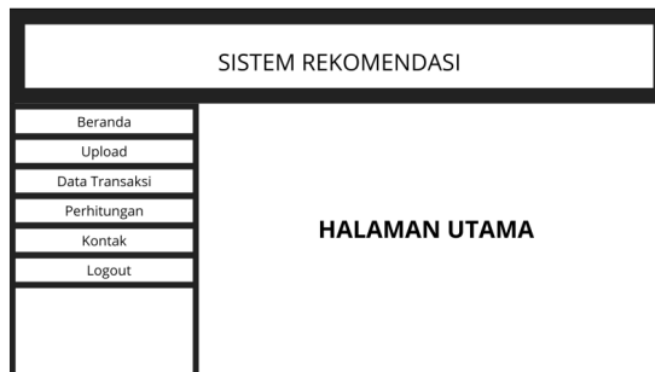 SISTEM REKOMENDASI
Beranda
Upload
Data Transaksi
Perhitungan
Kontak
Logout
HALAMAN UTAMA